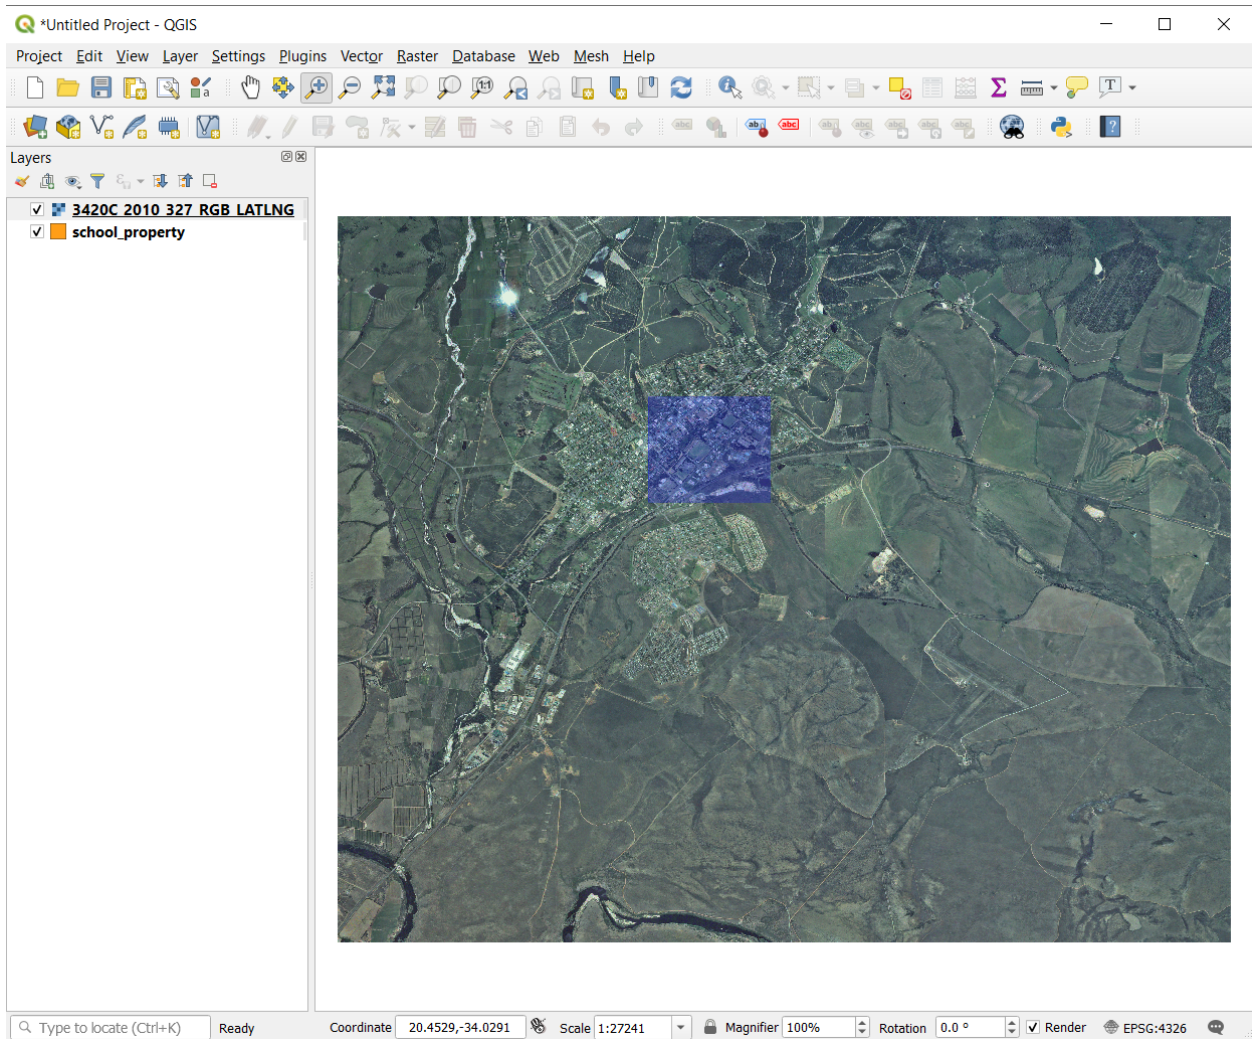 *Untitled Project - QGIS
Project Edit View Layer Settings Plugins Vector Raster Database Web Mesh Help
Layers
3420C_2010_327_RGB_LATLNG
school_property
Type to locate (Ctrl+K) Ready Coordinate 20.4529,-34.0291 Scale 1:27241 Magnifier 100% Rotation 0.0 ° Render EPSG:4326